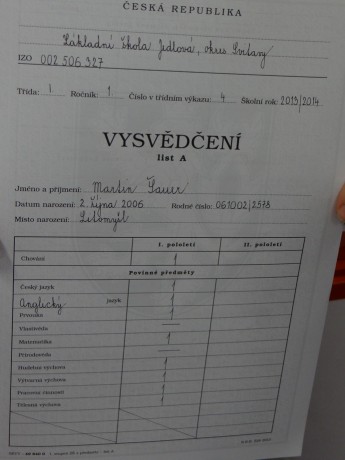 ČESKÁ REPUBLIKA
Základní škola Jedlová, okres Svitavy
IZO 002 506 327
Třída: I. Ročník: 1. Číslo v třídním výkazu: 4 Školní rok: 2013/2014
VYSVĚDČENÍ
list A
Jméno a příjmení: Martin Sauer
Datum narození: 2. října 2006 Rodné číslo: 061002/2573
Místo narození: Litomyšl
I. pololetí II. pololetí
Chování 1
Povinné předměty
Český jazyk 1
Anglický jazyk 1
Prvouka 1
Vlastivěda —
Matematika 1
Přírodověda —
Hudební výchova 1
Výtvarná výchova 1
Pracovní činnosti 1
Tělesná výchova 1